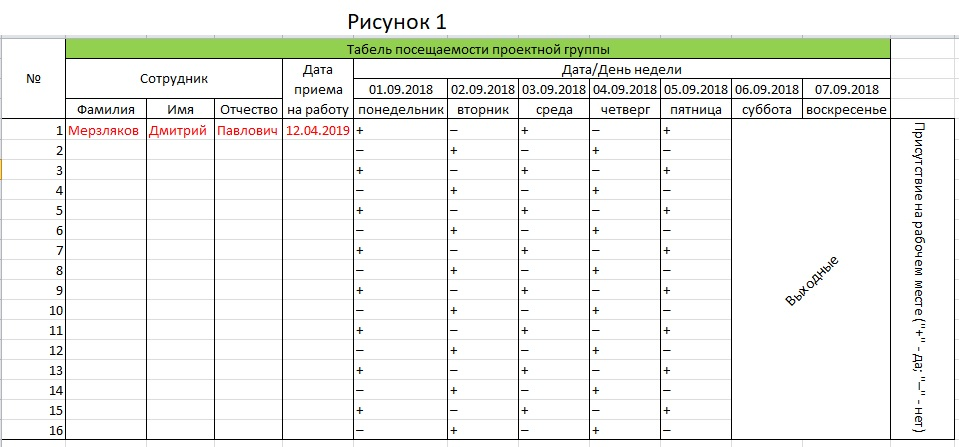 Рисунок 1
Табель посещаемости проектной группы
№ Сотрудник Дата приема на работу Дата/День недели
01.09.2018 02.09.2018 03.09.2018 04.09.2018 05.09.2018 06.09.2018 07.09.2018
Фамилия Имя Отчество понедельник вторник среда четверг пятница суббота воскресенье
1 Мерзляков Дмитрий Павлович 12.04.2019 + – + – +
2 – + – + –
3 + – + – +
4 – + – + –
5 + – + – +
6 – + – + –
7 + – + – +
8 – + – + –
9 + – + – +
10 – + – + –
11 + – + – +
12 – + – + –
13 + – + – +
14 – + – + –
15 + – + – +
16 – + – + –
Выходные
Присутствие на рабочем месте ("+" - да; "–" - нет)